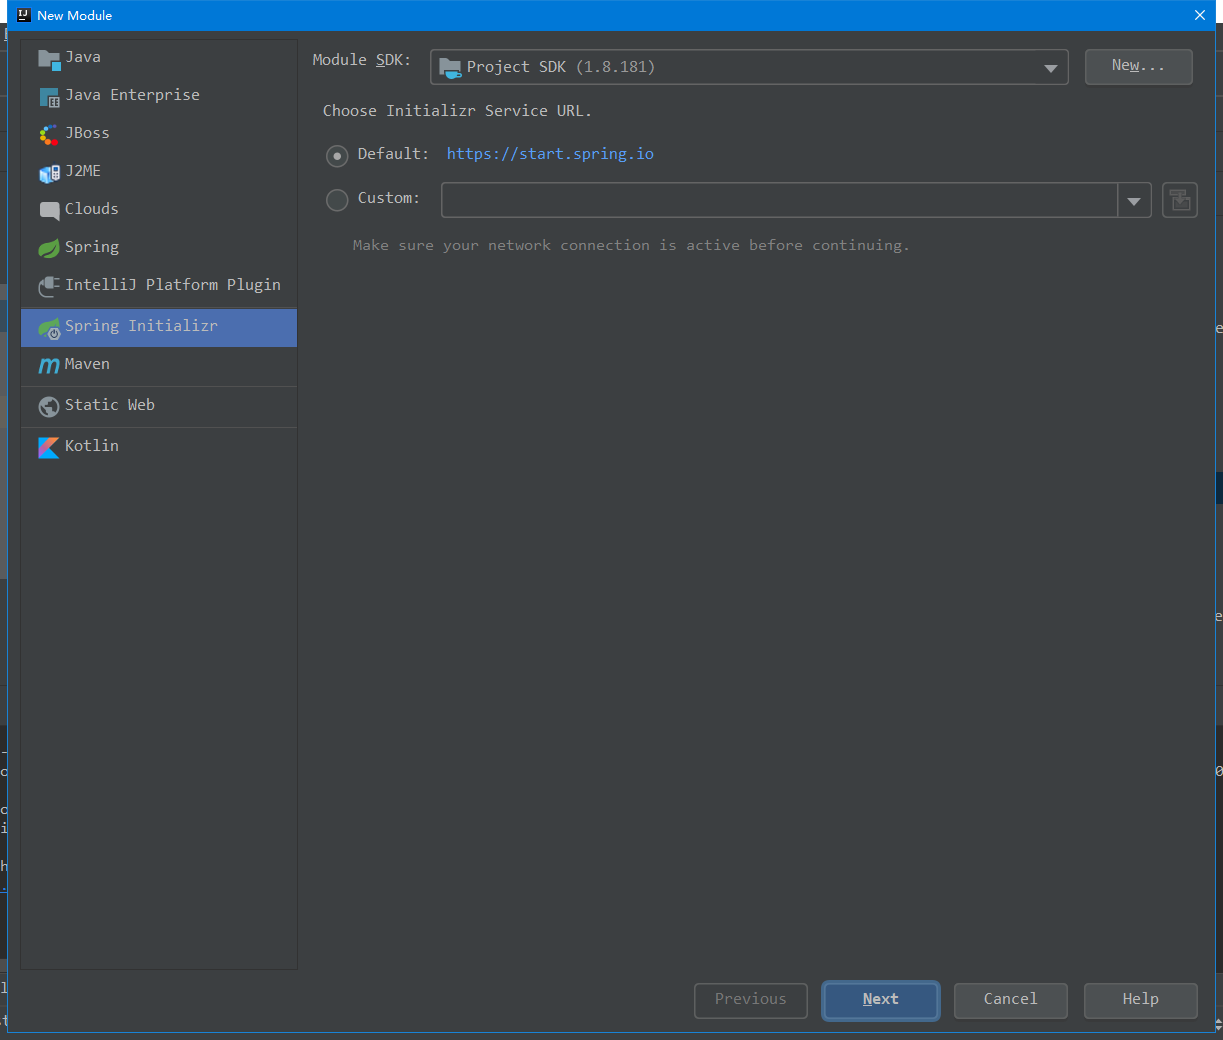 New Module
Java
Java Enterprise
JBoss
J2ME
Clouds
Spring
IntelliJ Platform Plugin
Spring Initializr
Maven
Static Web
Kotlin
Module SDK: Project SDK (1.8.181) New...
Choose Initializr Service URL.
Default: https://start.spring.io
Custom:
Make sure your network connection is active before continuing.
Previous Next Cancel Help